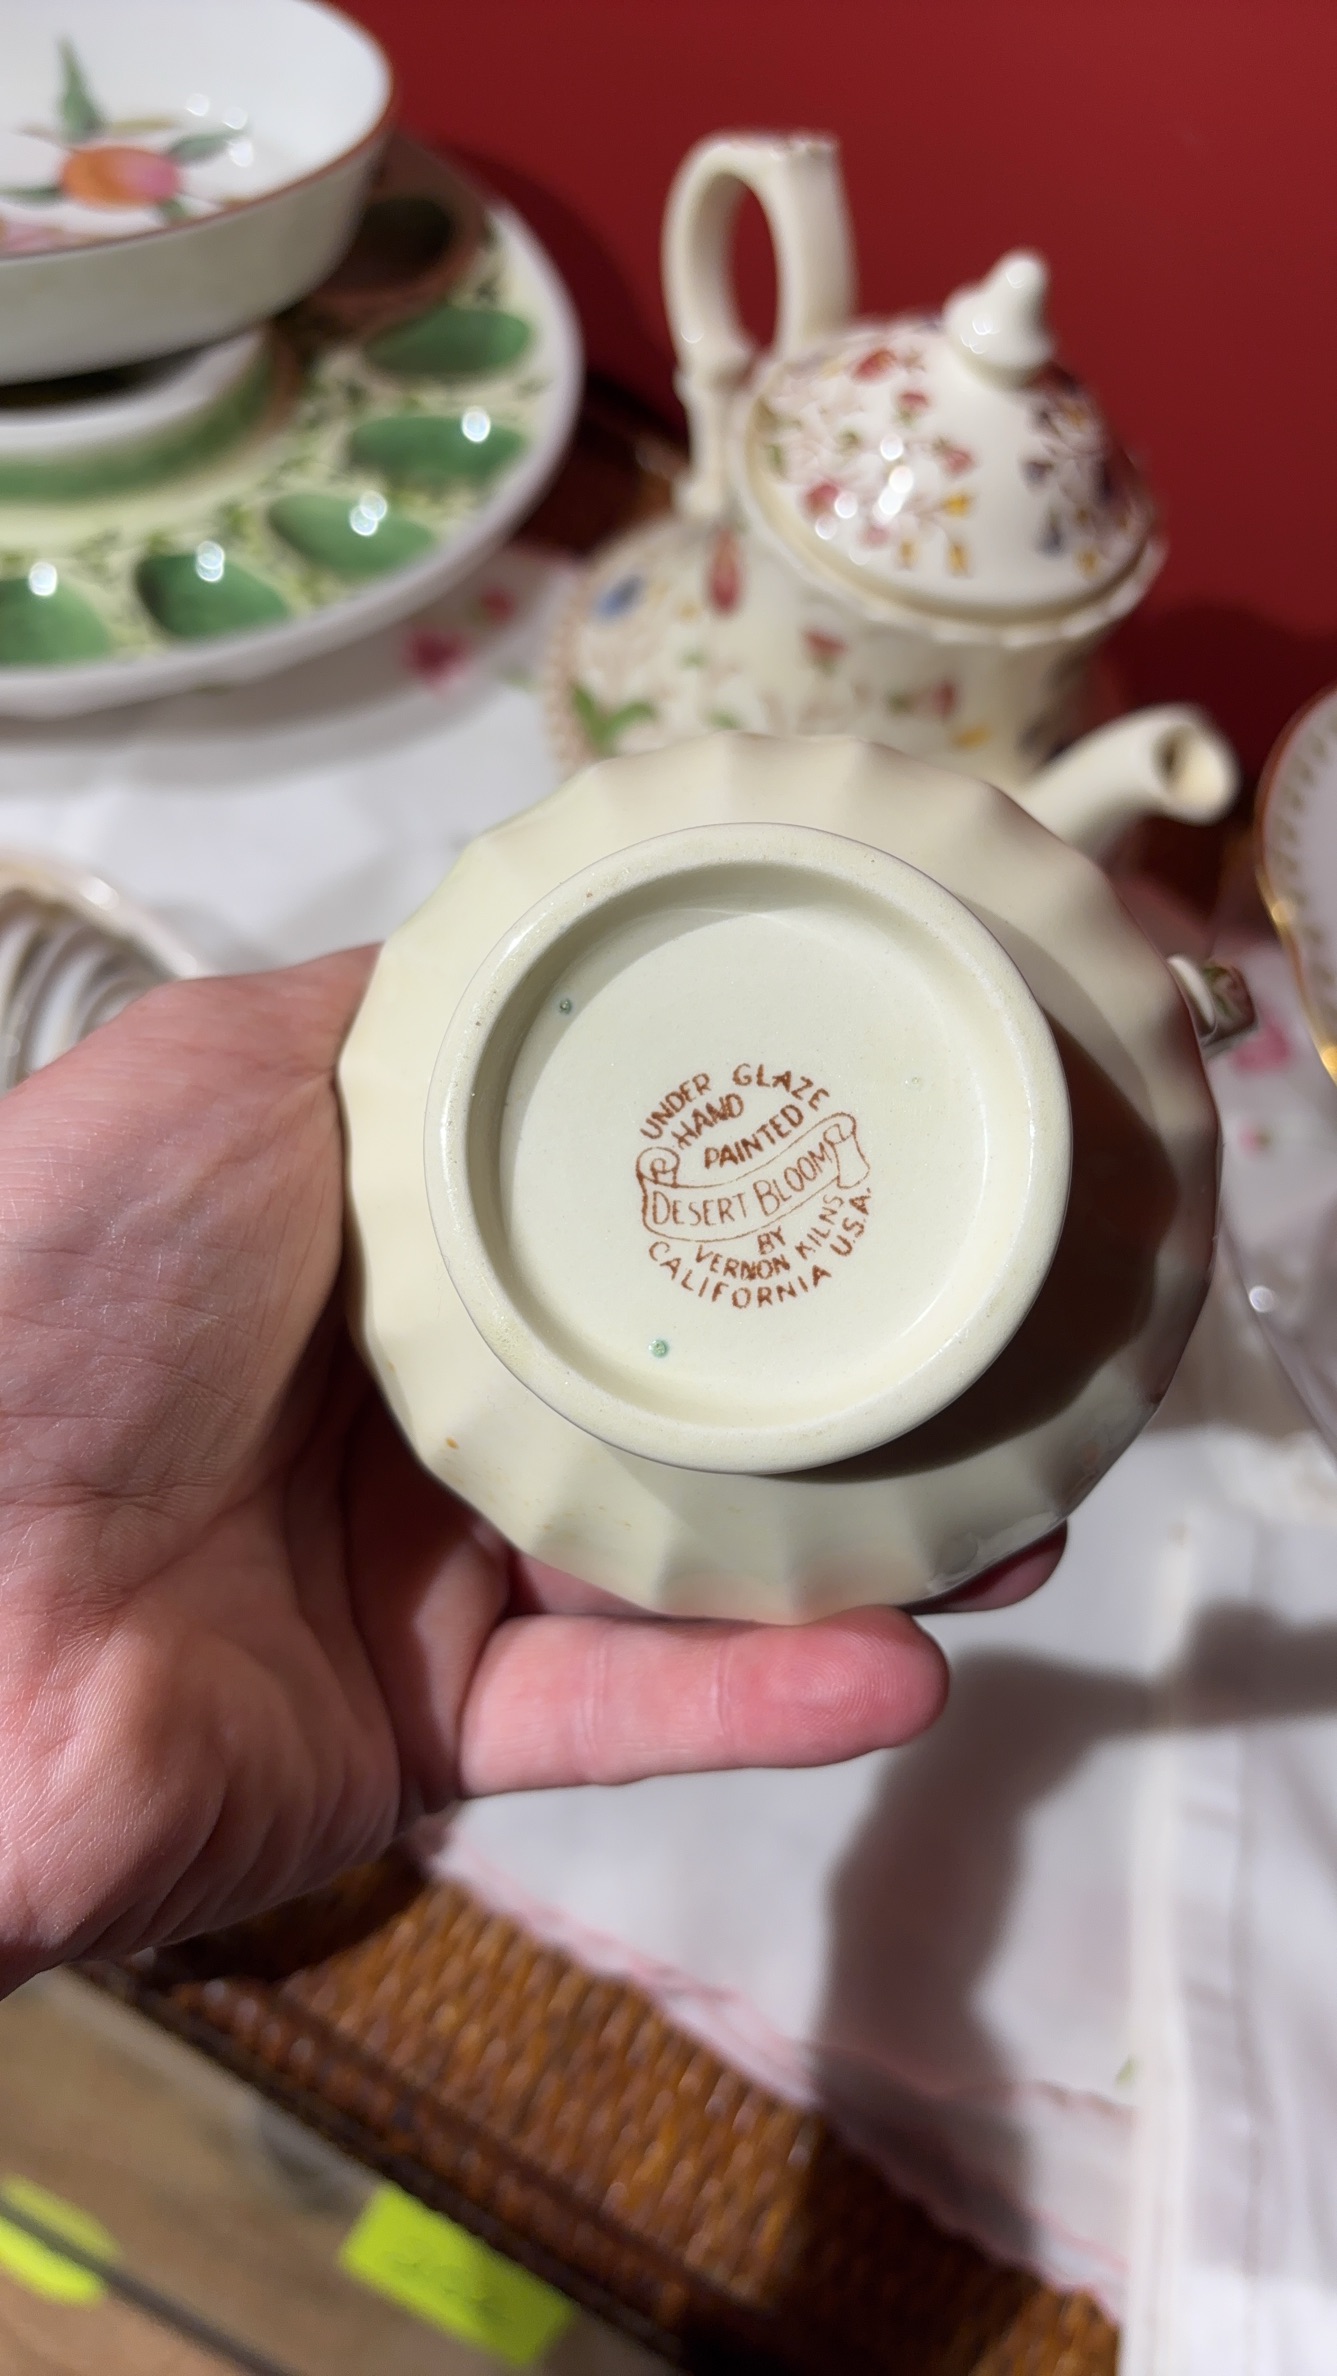 UNDER GLAZE
HAND
PAINTED
DESERT BLOOM
BY
VERNON KILNS
CALIFORNIA U.S.A.